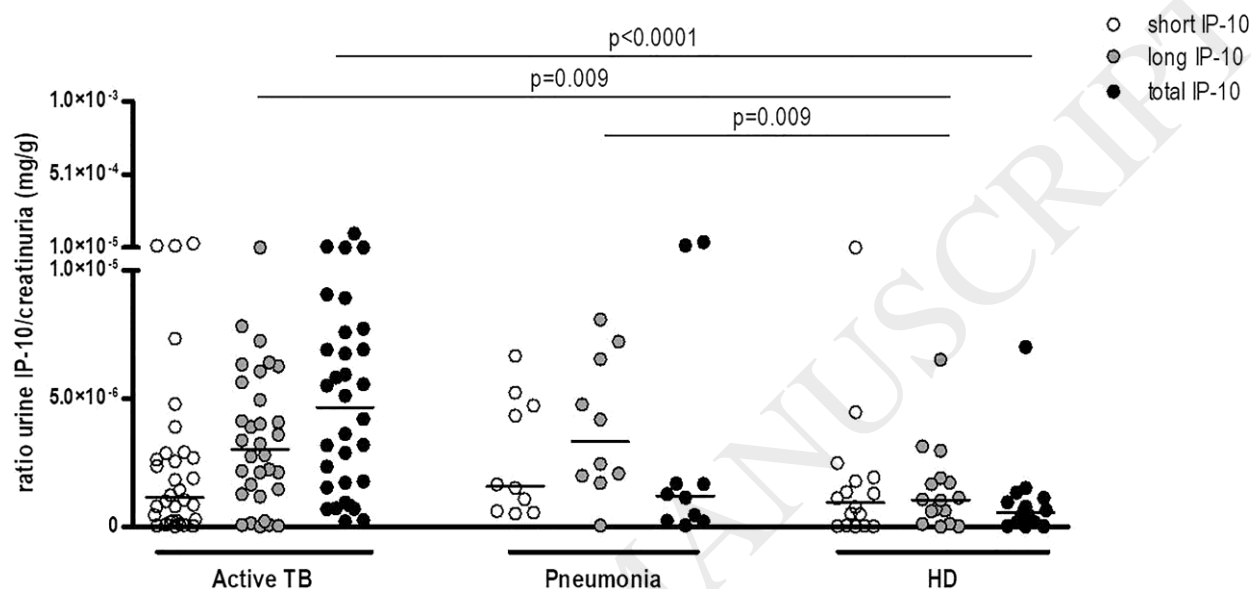 short IP-10
long IP-10
total IP-10
p<0.0001
p=0.009
p=0.009
ratio urine IP-10/creatinuria (mg/g)
1.0×10⁻³
5.1×10⁻⁴
1.0×10⁻⁵
1.0×10⁻⁵
5.0×10⁻⁶
0
Active TB
Pneumonia
HD
MANUSCRIPT